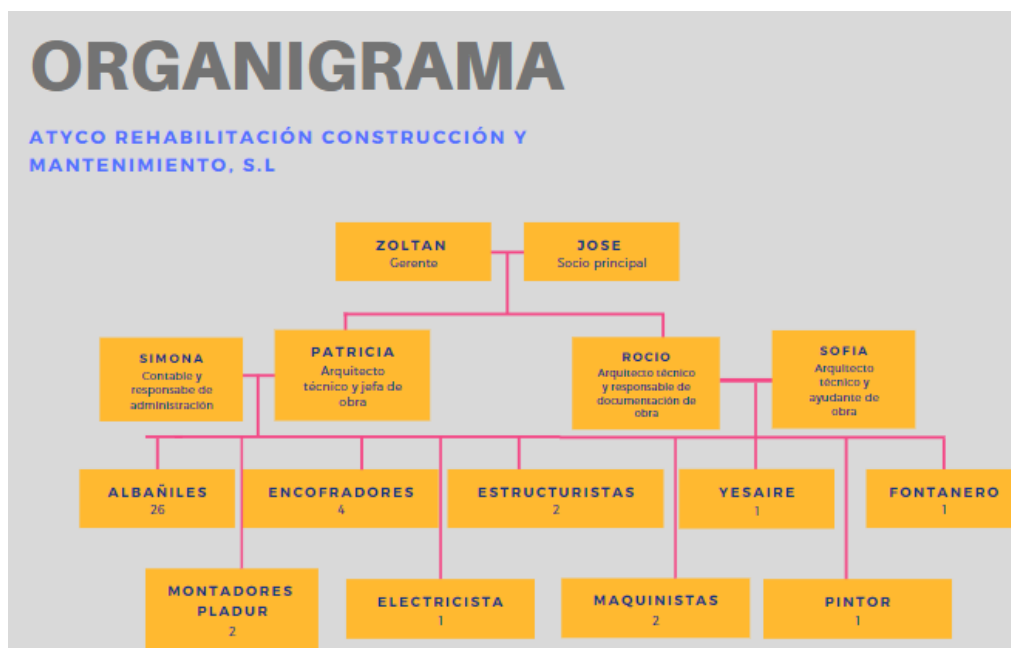 ORGANIGRAMA
ATYCO REHABILITACIÓN CONSTRUCCIÓN Y
MANTENIMIENTO, S.L
ZOLTAN
Gerente
JOSE
Socio principal
SIMONA
Contable y
responsabe de
administración
PATRICIA
Arquitecto
técnico y jefa de
obra
ROCIO
Arquitecto técnico
y responsable de
documentación de
obra
SOFIA
Arquitecto
técnico y
ayudante de
obra
ALBAÑILES
26
ENCOFRADORES
4
ESTRUCTURISTAS
2
YESAIRE
1
FONTANERO
1
MONTADORES
PLADUR
2
ELECTRICISTA
1
MAQUINISTAS
2
PINTOR
1